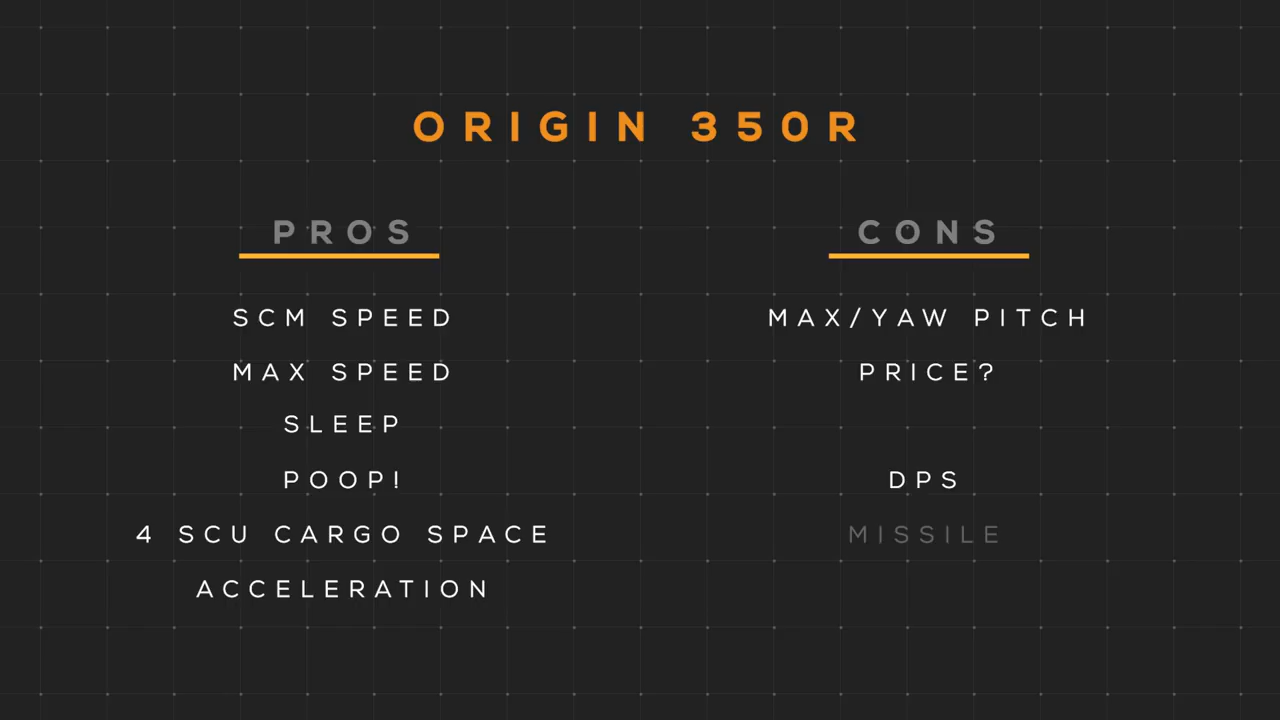 ORIGIN 350R
PROS
SCM SPEED
MAX SPEED
SLEEP
POOP!
4 SCU CARGO SPACE
ACCELERATION
CONS
MAX/YAW PITCH
PRICE?
DPS
MISSILE